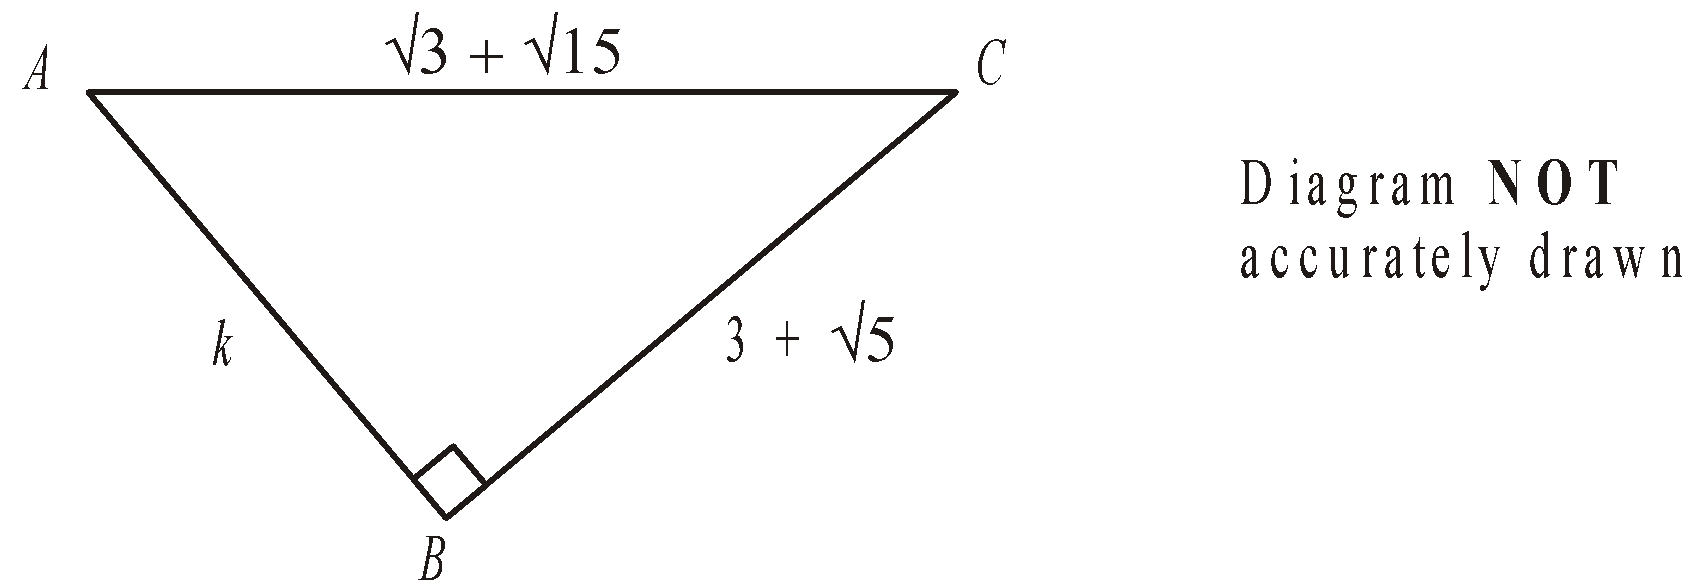 √3 + √15
A
C
Diagram NOT
accurately drawn
k
3 + √5
B